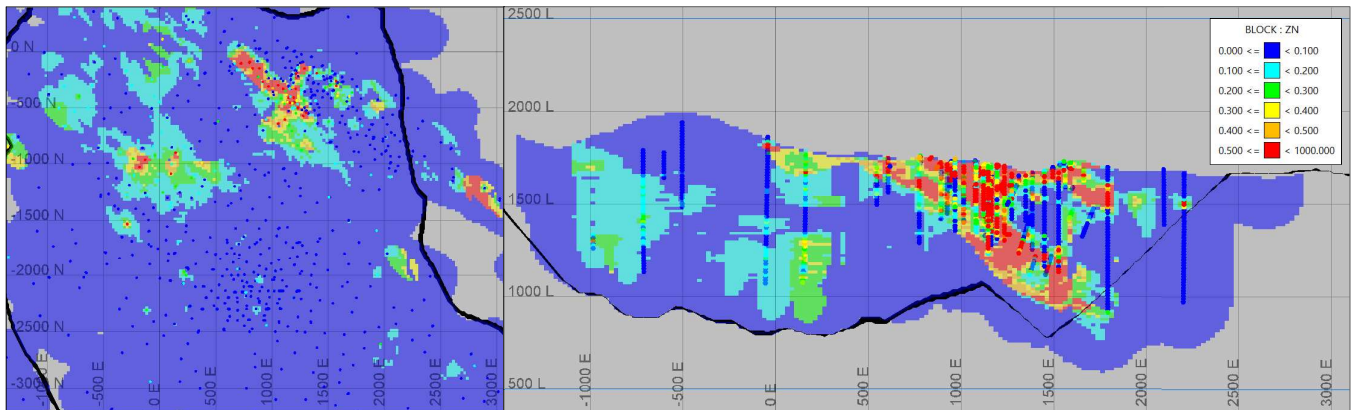 0 N
-500 N
-1000 N
-1500 N
-2000 N
-2500 N
-3000 N
-1000 E
-500 E
0 E
500 E
1000 E
1500 E
2000 E
2500 E
3000 E
2500 L
2000 L
1500 L
1000 L
500 L
-1000 E
-500 E
0 E
500 E
1000 E
1500 E
2000 E
2500 E
3000 E
BLOCK : ZN
0.000 <= < 0.100
0.100 <= < 0.200
0.200 <= < 0.300
0.300 <= < 0.400
0.400 <= < 0.500
0.500 <= < 1000.000